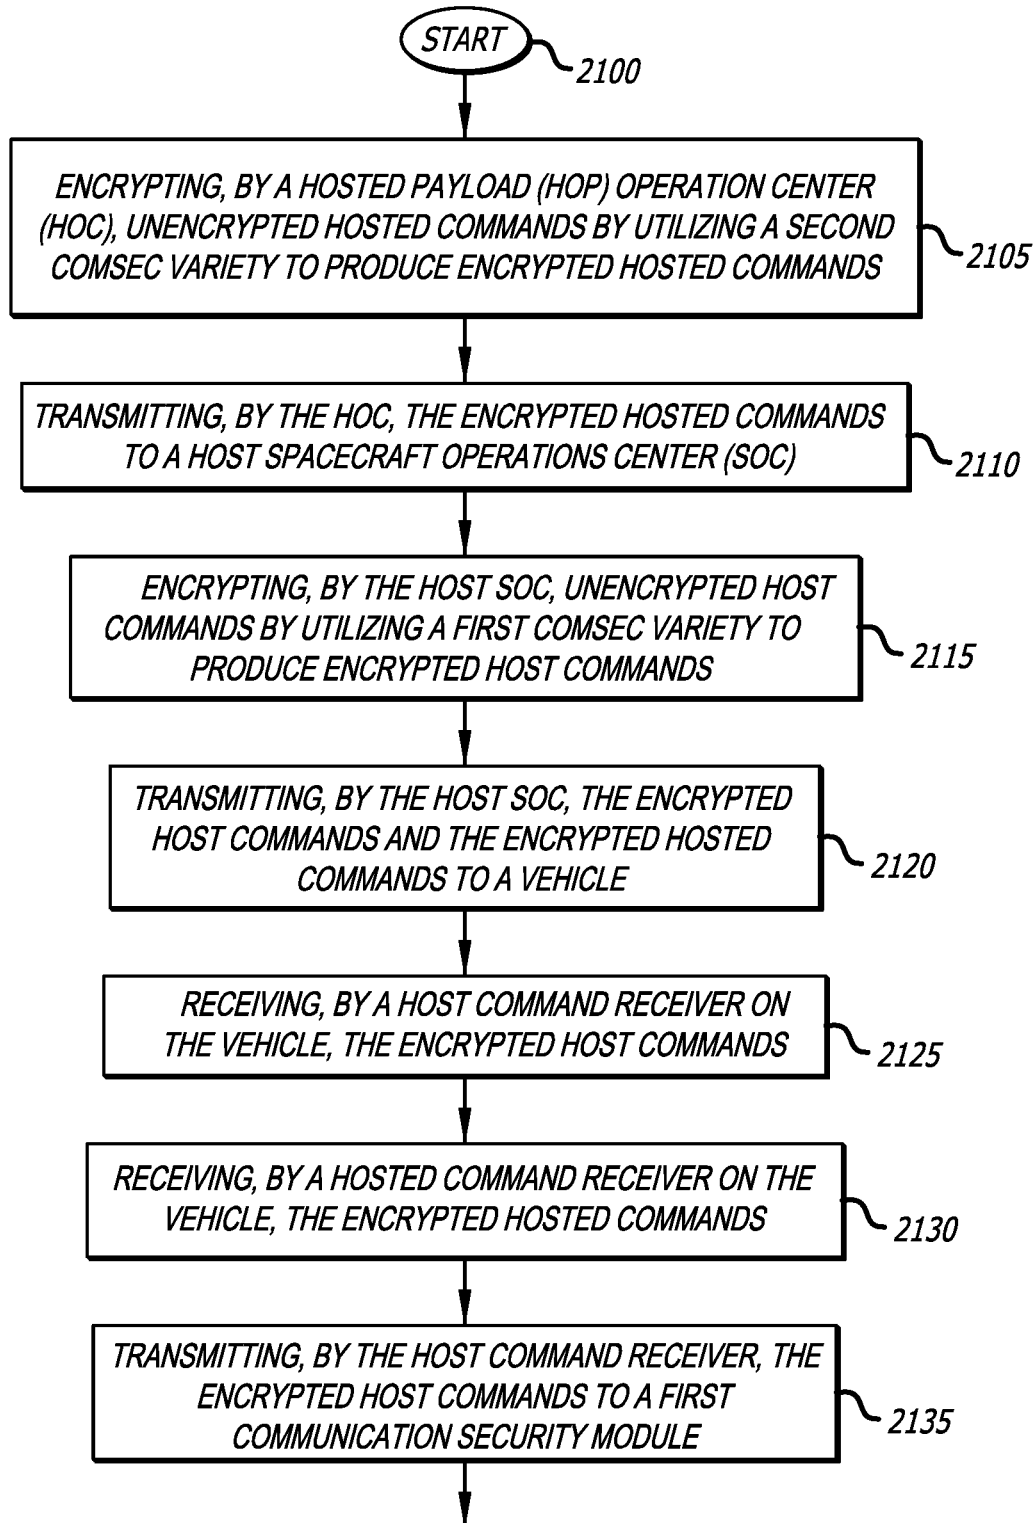 START
2100
ENCRYPTING, BY A HOSTED PAYLOAD (HOP) OPERATION CENTER
(HOC), UNENCRYPTED HOSTED COMMANDS BY UTILIZING A SECOND
COMSEC VARIETY TO PRODUCE ENCRYPTED HOSTED COMMANDS
2105
TRANSMITTING, BY THE HOC, THE ENCRYPTED HOSTED COMMANDS
TO A HOST SPACECRAFT OPERATIONS CENTER (SOC)
2110
ENCRYPTING, BY THE HOST SOC, UNENCRYPTED HOST
COMMANDS BY UTILIZING A FIRST COMSEC VARIETY TO
PRODUCE ENCRYPTED HOST COMMANDS
2115
TRANSMITTING, BY THE HOST SOC, THE ENCRYPTED
HOST COMMANDS AND THE ENCRYPTED HOSTED
COMMANDS TO A VEHICLE
2120
RECEIVING, BY A HOST COMMAND RECEIVER ON
THE VEHICLE, THE ENCRYPTED HOST COMMANDS
2125
RECEIVING, BY A HOSTED COMMAND RECEIVER ON THE
VEHICLE, THE ENCRYPTED HOSTED COMMANDS
2130
TRANSMITTING, BY THE HOST COMMAND RECEIVER, THE
ENCRYPTED HOST COMMANDS TO A FIRST
COMMUNICATION SECURITY MODULE
2135